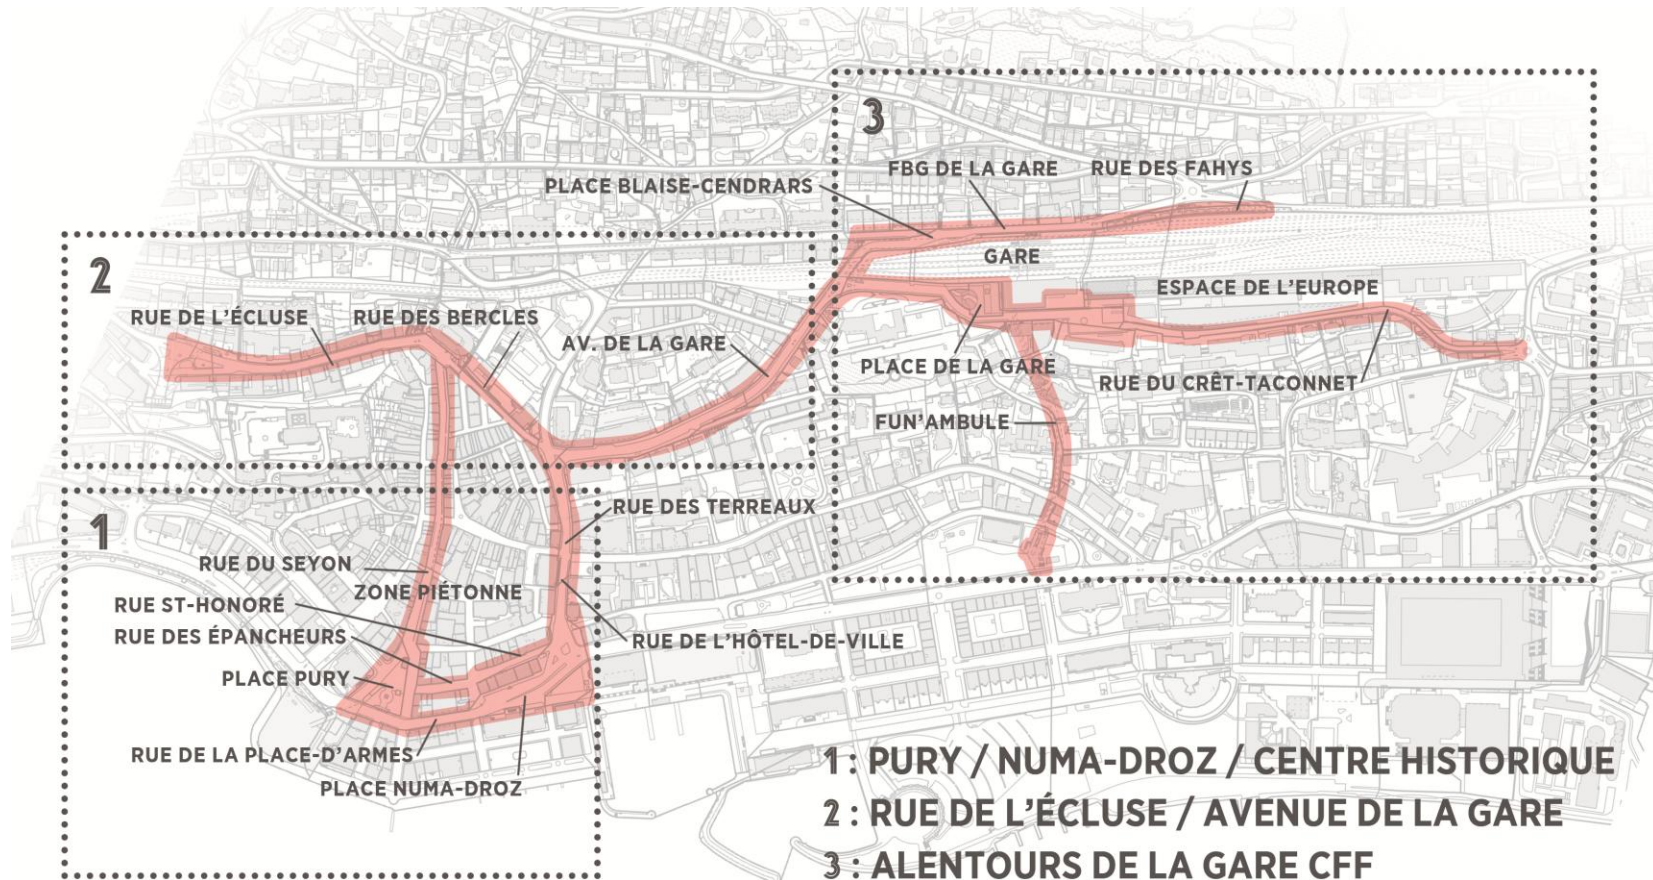 3
FBG DE LA GARE
RUE DES FAHYS
PLACE BLAISE-CENDRARS
GARE
2
ESPACE DE L'EUROPE
RUE DE L'ÉCLUSE
RUE DES BERCLES
AV. DE LA GARE
PLACE DE LA GARE
RUE DU CRÊT-TACONNET
FUN'AMBULE
1
RUE DES TERREAUX
RUE DU SEYON
ZONE PIÉTONNE
RUE ST-HONORÉ
RUE DES ÉPANCHEURS
RUE DE L'HÔTEL-DE-VILLE
PLACE PURY
RUE DE LA PLACE-D'ARMES
PLACE NUMA-DROZ
1 : PURY / NUMA-DROZ / CENTRE HISTORIQUE
2 : RUE DE L'ÉCLUSE / AVENUE DE LA GARE
3 : ALENTOURS DE LA GARE CFF